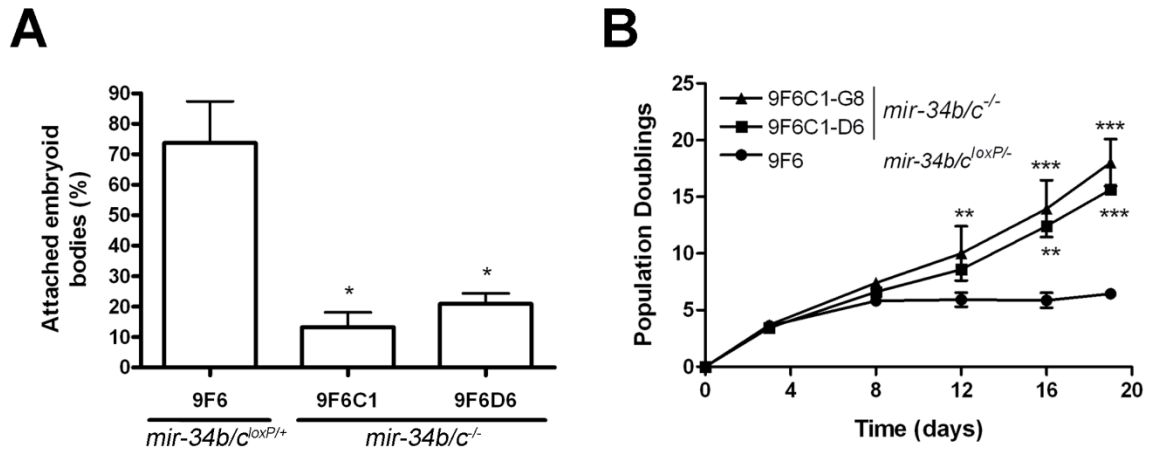 A
Attached embryoid
bodies (%)
90
80
70
60
50
40
30
20
10
0
*
*
9F6
9F6C1
9F6D6
mir-34b/c^loxP/+
mir-34b/c^-/-
B
Population Doublings
25
20
15
10
5
0
9F6C1-G8
9F6C1-D6
mir-34b/c^-/-
9F6
mir-34b/c^loxP/-
**
***
**
***
***
0
4
8
12
16
20
Time (days)